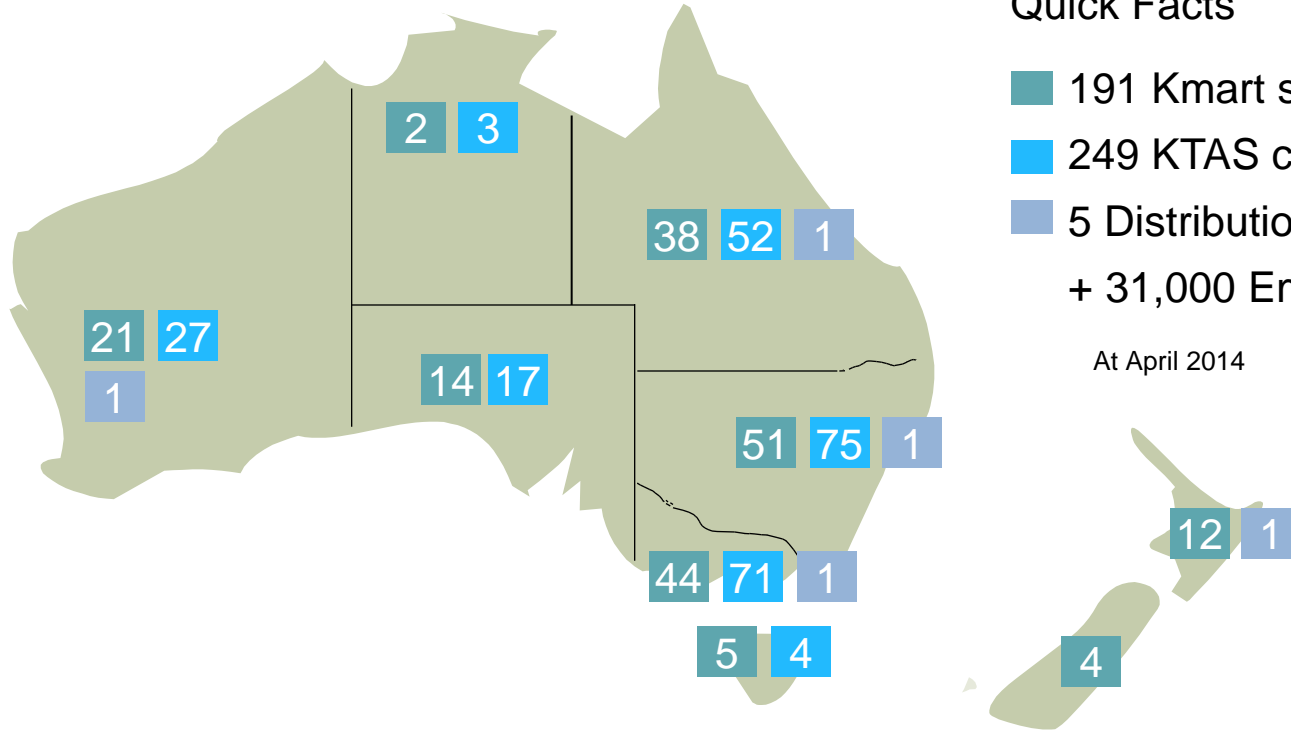 Quick Facts
191 Kmart s
249 KTAS c
5 Distributio
+ 31,000
At April 2014
2 3
38 52 1
21 27
1
14 17
51 75 1
12 1
44 71 1
5 4
4